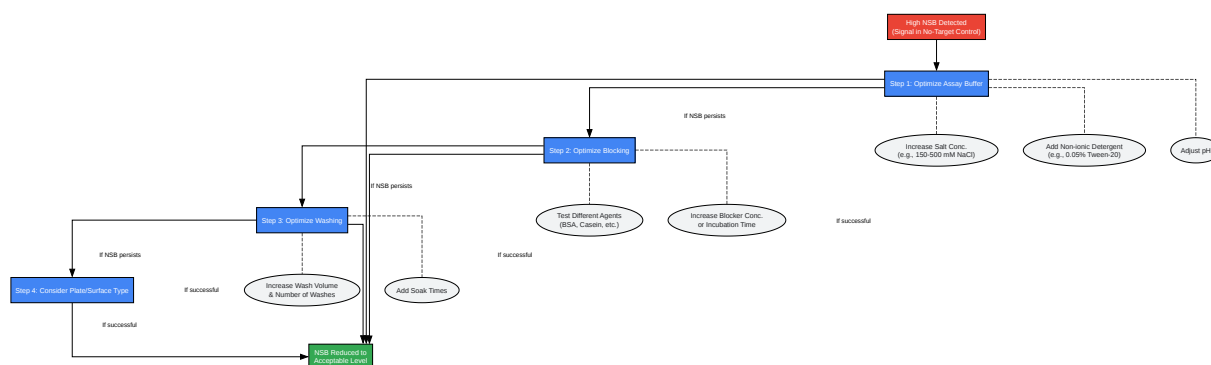 High NSB Detected
(Signal in No-Target Control)
Step 1: Optimize Assay Buffer
If NSB persists
Increase Salt Conc.
(e.g., 150-500 mM NaCl)
Add Non-ionic Detergent
(e.g., 0.05% Tween-20)
Adjust pH
Step 2: Optimize Blocking
If NSB persists
Test Different Agents
(BSA, Casein, etc.)
Increase Blocker Conc.
or Incubation Time
If successful
Step 3: Optimize Washing
If NSB persists
If successful
Step 4: Consider Plate/Surface Type
If successful
Increase Wash Volume
& Number of Washes
Add Soak Times
If successful
NSB Reduced to
Acceptable Level